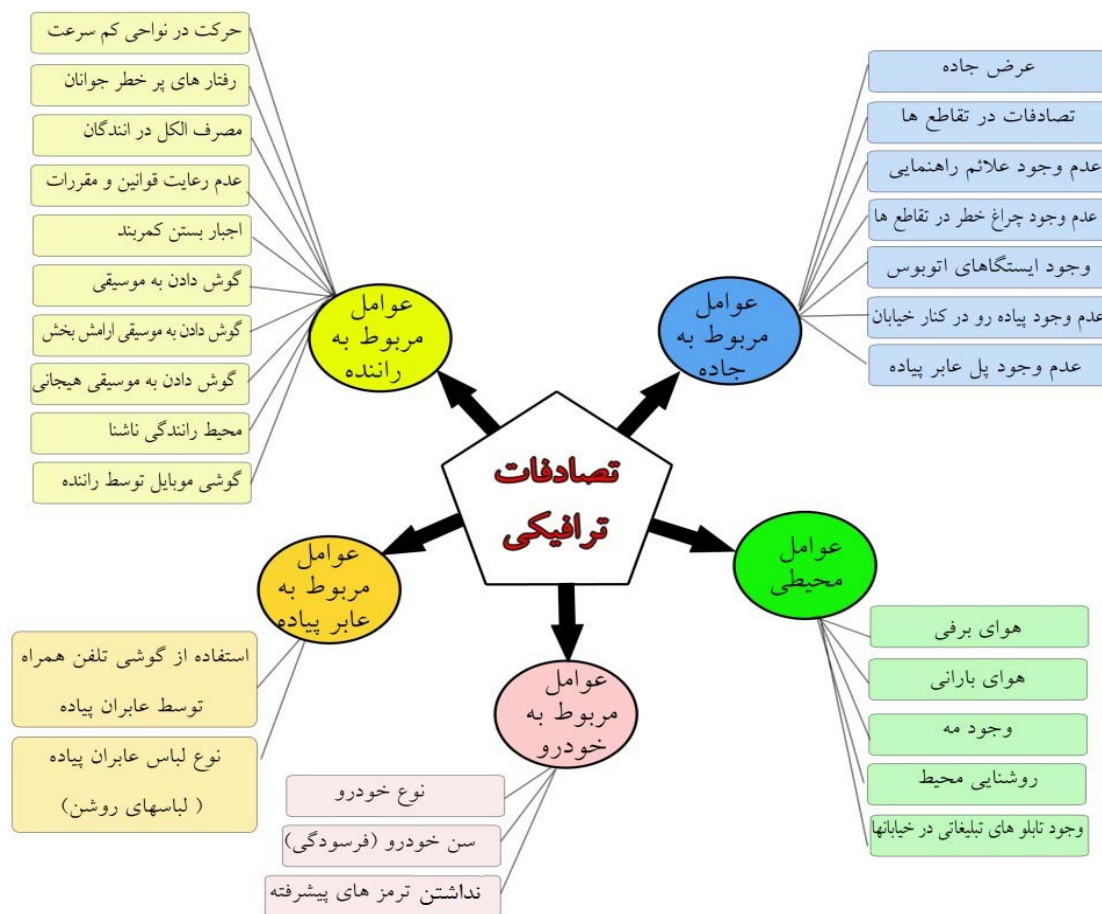 تصادفات
ترافیکی
عوامل
مربوط به
جاده
عرض جاده
تصادفات در تقاطع ها
عدم وجود علائم راهنمایی
عدم وجود چراغ خطر در تقاطع ها
وجود ایستگاهای اتوبوس
عدم وجود پیاده رو در کنار خیابان
عدم وجود پل عابر پیاده
عوامل
محیطی
هوای برفی
هوای بارانی
وجود مه
روشنایی محیط
وجود تابلو های تبلیغاتی در خیابانها
عوامل
مربوط به
خودرو
نوع خودرو
سن خودرو (فرسودگی)
نداشتن ترمز های پیشرفته
عوامل
مربوط به
عابر پیاده
استفاده از گوشی تلفن همراه
توسط عابران پیاده
نوع لباس عابران پیاده
( لباسهای روشن)
عوامل
مربوط به
راننده
حرکت در نواحی کم سرعت
رفتار های پر خطر جوانان
مصرف الکل در انندگان
عدم رعایت قوانین و مقررات
اجبار بستن کمربند
گوش دادن به موسیقی
گوش دادن به موسیقی ارامش بخش
گوش دادن به موسیقی هیجانی
محیط رانندگی ناشنا
گوشی موبایل توسط راننده